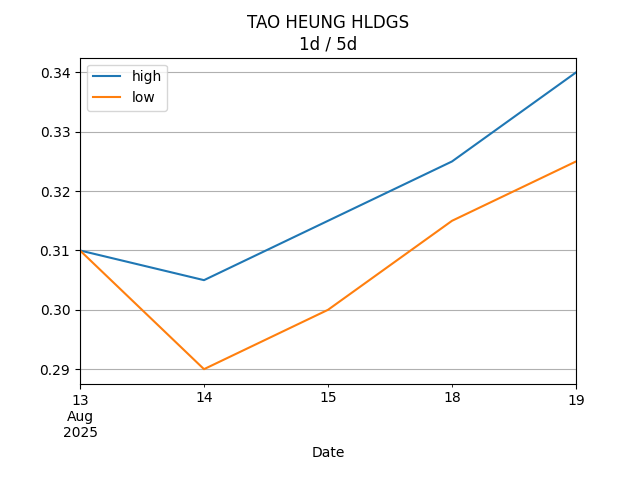 TAO HEUNG HLDGS
1d / 5d
high
low
0.34
0.33
0.32
0.31
0.30
0.29
13 14 15 18 19
Aug
2025
Date